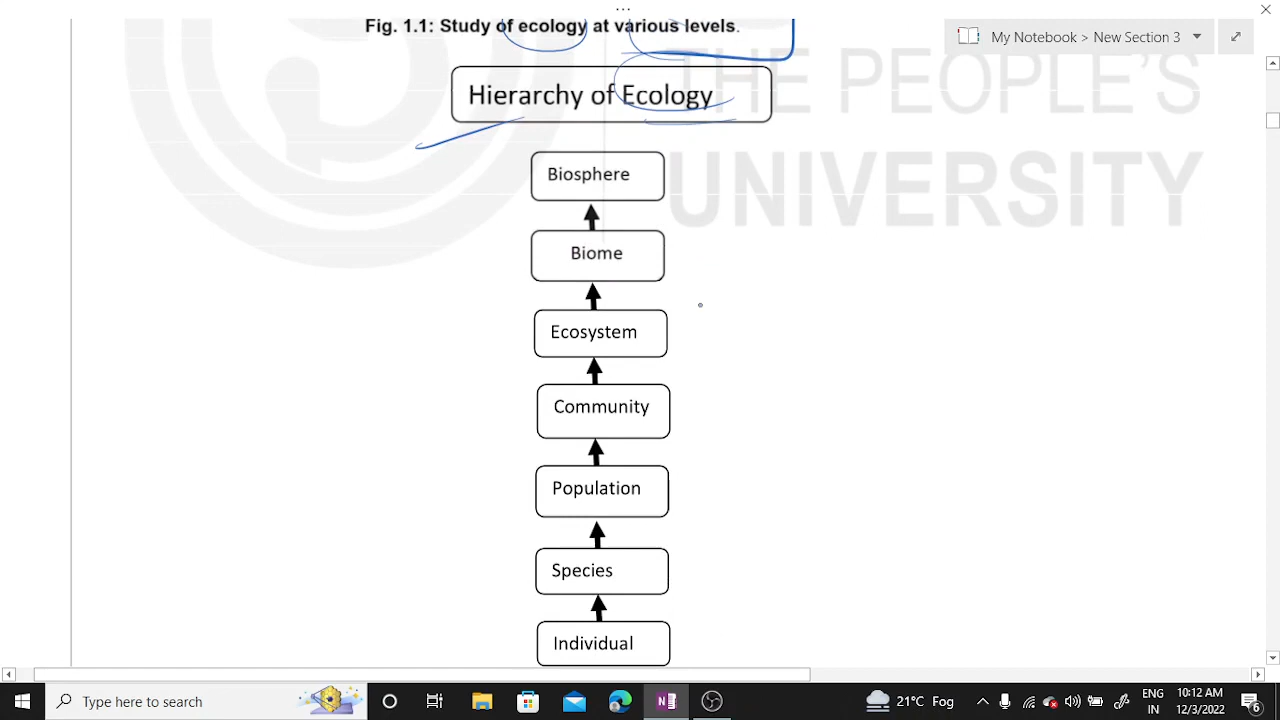 Fig. 1.1: Study of ecology at various levels.
My Notebook > New Section 3
THE PEOPLE'S
UNIVERSITY
Hierarchy of Ecology
Biosphere
Biome
Ecosystem
Community
Population
Species
Individual
Type here to search
21°C Fog
ENG
IN
10:12 AM
12/3/2022
6